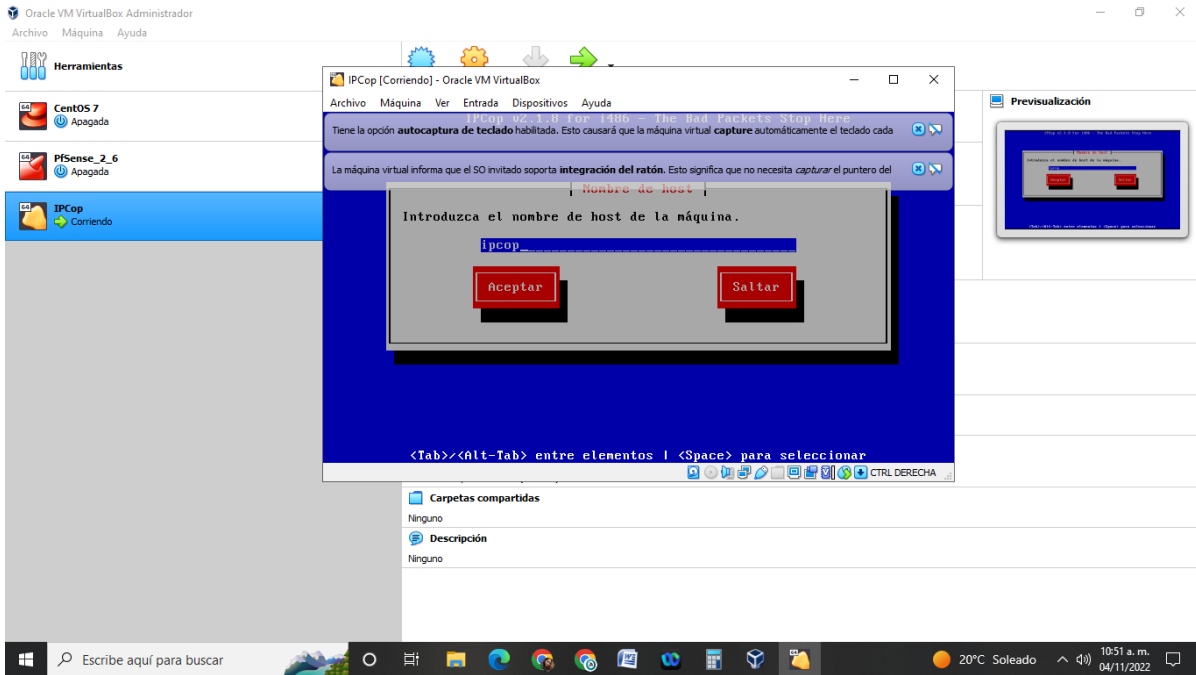 Oracle VM VirtualBox Administrador
Archivo Máquina Ayuda
Herramientas
CentOS 7
Apagada
PfSense_2_6
Apagada
IPCop
Corriendo
IPCop [Corriendo] - Oracle VM VirtualBox
Archivo Máquina Ver Entrada Dispositivos Ayuda
IPCop v2.1.8 for i486 - The Bad Packets Stop Here
Tiene la opción autocaptura de teclado habilitada. Esto causará que la máquina virtual capture automáticamente el teclado cada
La máquina virtual informa que el SO invitado soporta integración del ratón. Esto significa que no necesita capturar el puntero del
Nombre de host
Introduzca el nombre de host de la máquina.
ipcop
Aceptar Saltar
<Tab>/<Alt-Tab> entre elementos | <Space> para seleccionar
CTRL DERECHA
Previsualización
Carpetas compartidas
Ninguno
Descripción
Ninguno
Escribe aquí para buscar
20°C Soleado
10:51 a. m.
04/11/2022